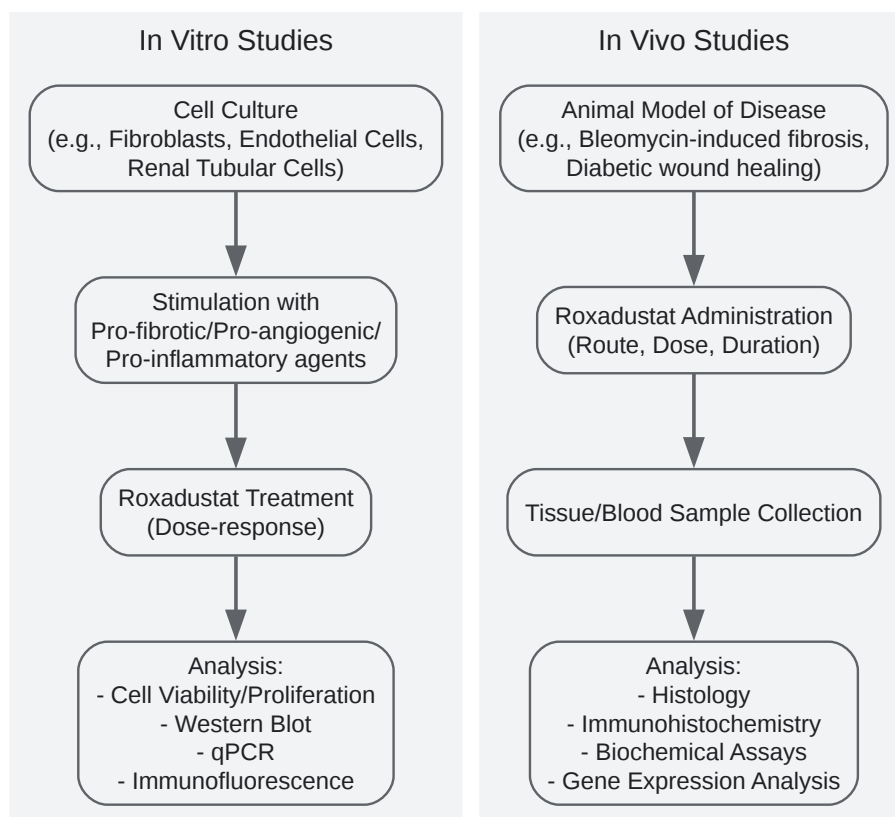 In Vitro Studies
Cell Culture
(e.g., Fibroblasts, Endothelial Cells,
Renal Tubular Cells)
Stimulation with
Pro-fibrotic/Pro-angiogenic/
Pro-inflammatory agents
Roxadustat Treatment
(Dose-response)
Analysis:
- Cell Viability/Proliferation
- Western Blot
- qPCR
- Immunofluorescence
In Vivo Studies
Animal Model of Disease
(e.g., Bleomycin-induced fibrosis,
Diabetic wound healing)
Roxadustat Administration
(Route, Dose, Duration)
Tissue/Blood Sample Collection
Analysis:
- Histology
- Immunohistochemistry
- Biochemical Assays
- Gene Expression Analysis